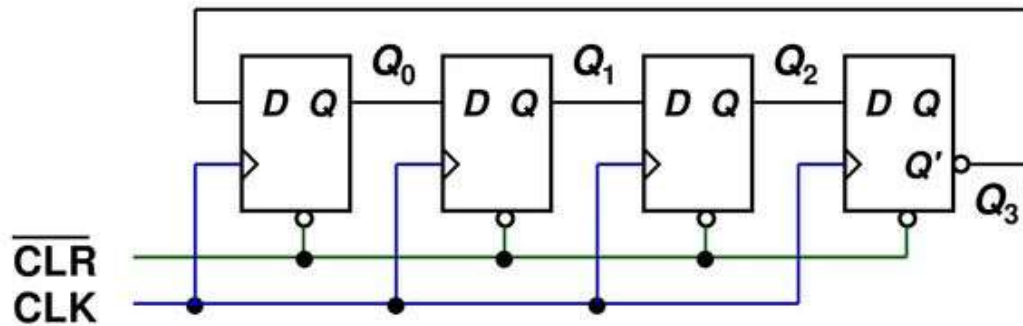 Q0 Q1 Q2
D Q D Q D Q D Q
Q′
Q3
CLR
CLK